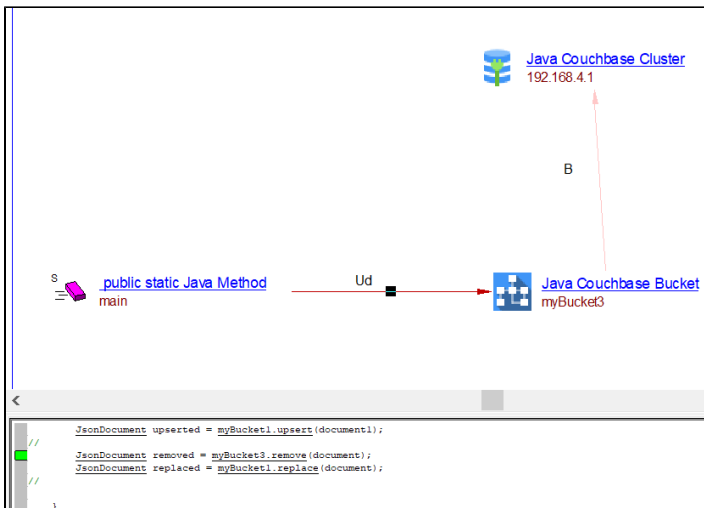 Java Couchbase Cluster
192.168.4.1
B
S
public static Java Method
main
Ud
Java Couchbase Bucket
myBucket3
JsonDocument upserted = myBucket1.upsert(document1);
//
JsonDocument removed = myBucket3.remove(document);
JsonDocument replaced = myBucket1.replace(document);
//
}